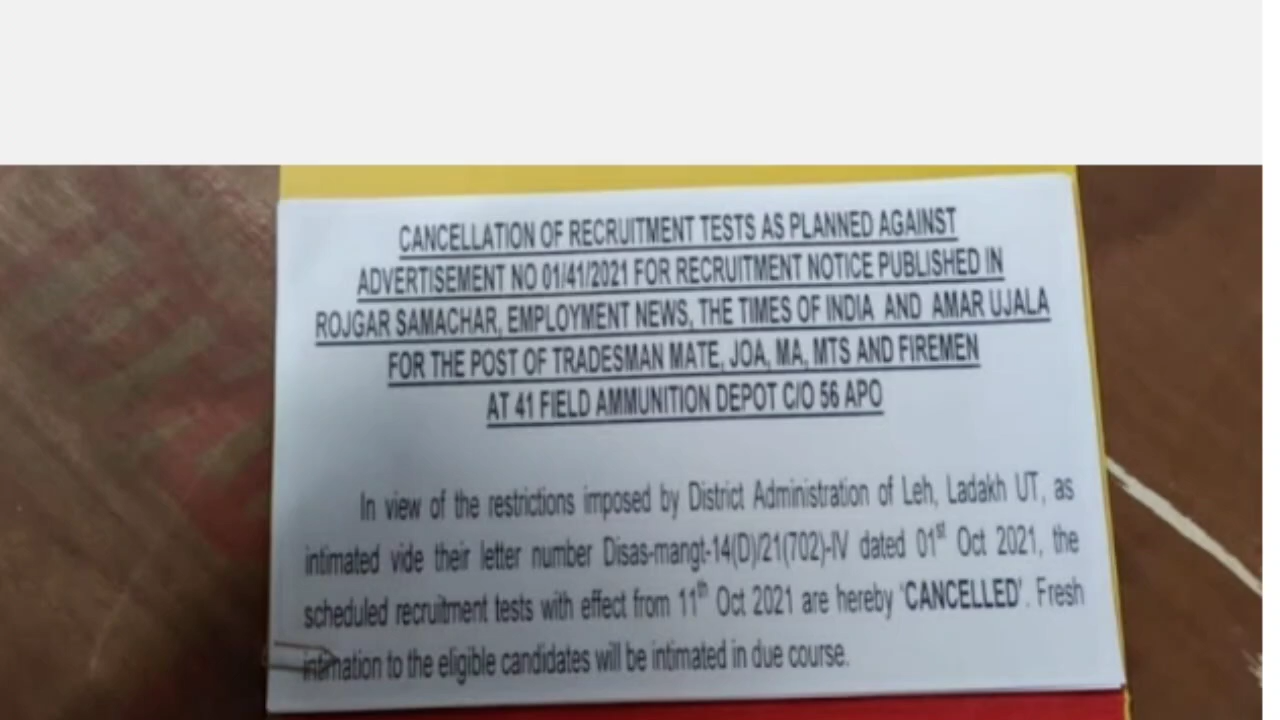 CANCELLATION OF RECRUITMENT TESTS AS PLANNED AGAINST
ADVERTISEMENT NO 01/41/2021 FOR RECRUITMENT NOTICE PUBLISHED IN
ROJGAR SAMACHAR, EMPLOYMENT NEWS, THE TIMES OF INDIA AND AMAR UJALA
FOR THE POST OF TRADESMAN MATE, JOA, MA, MTS AND FIREMEN
AT 41 FIELD AMMUNITION DEPOT C/O 56 APO
In view of the restrictions imposed by District Administration of Leh, Ladakh UT, as
intimated vide their letter number Disas-mangt-14(D)/21(702)-IV dated 01st Oct 2021, the
scheduled recruitment tests with effect from 11th Oct 2021 are hereby 'CANCELLED'. Fresh
intimation to the eligible candidates will be intimated in due course.